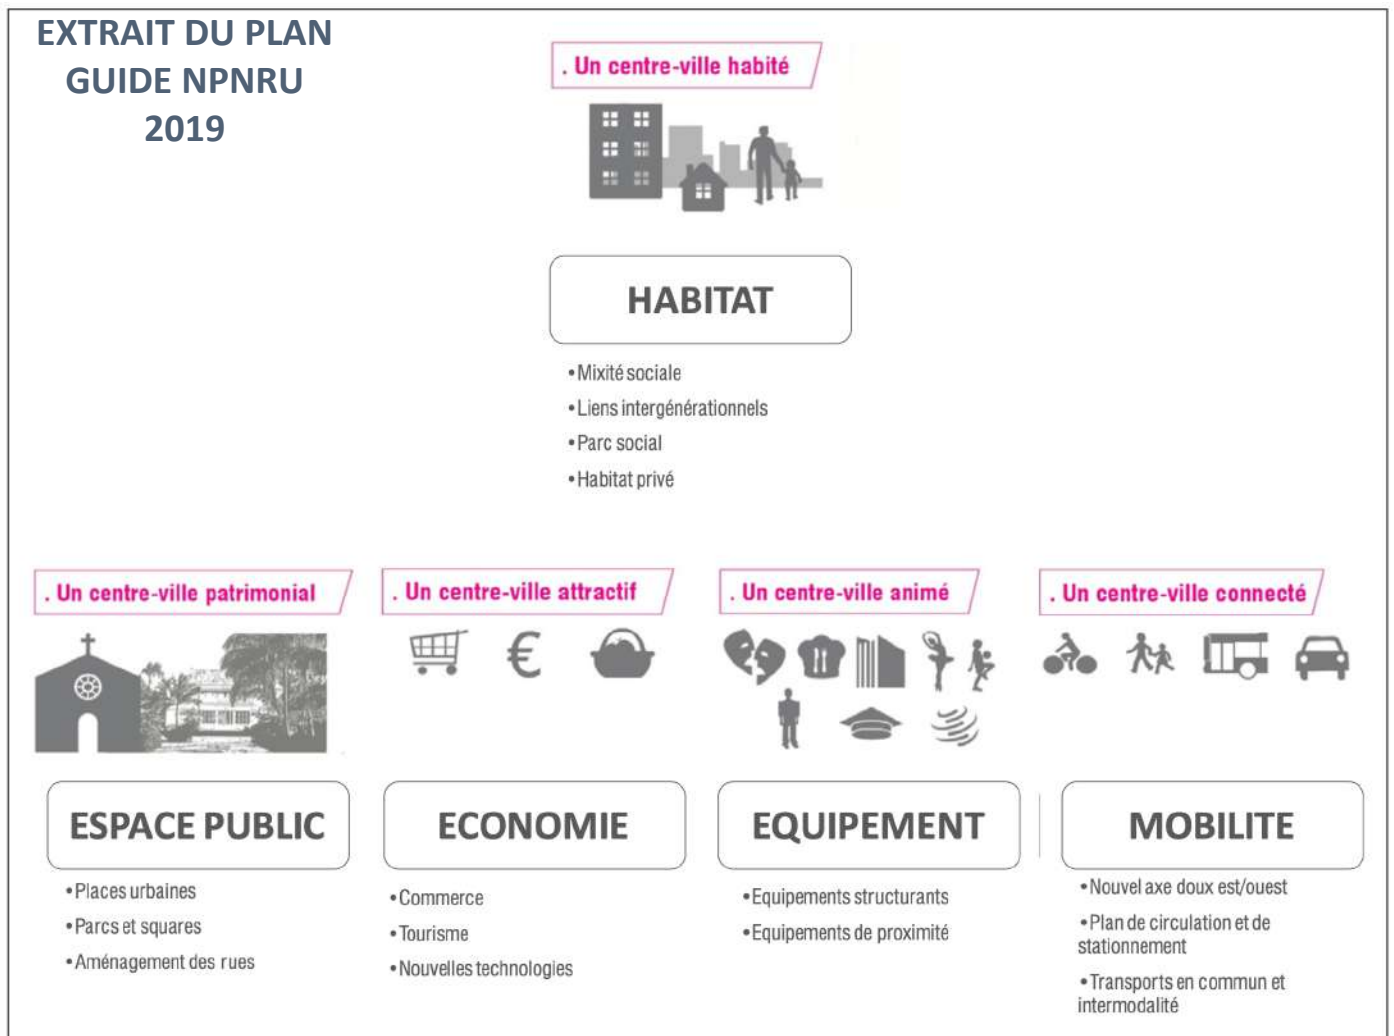 EXTRAIT DU PLAN
GUIDE NPNRU
2019
. Un centre-ville habité
HABITAT
•Mixité sociale
•Liens intergénérationnels
•Parc social
•Habitat privé
. Un centre-ville patrimonial
ESPACE PUBLIC
•Places urbaines
•Parcs et squares
•Aménagement des rues
. Un centre-ville attractif
€
ECONOMIE
•Commerce
•Tourisme
•Nouvelles technologies
. Un centre-ville animé
EQUIPEMENT
•Equipements structurants
•Equipements de proximité
. Un centre-ville connecté
MOBILITE
•Nouvel axe doux est/ouest
•Plan de circulation et de
stationnement
•Transports en commun et
intermodalité